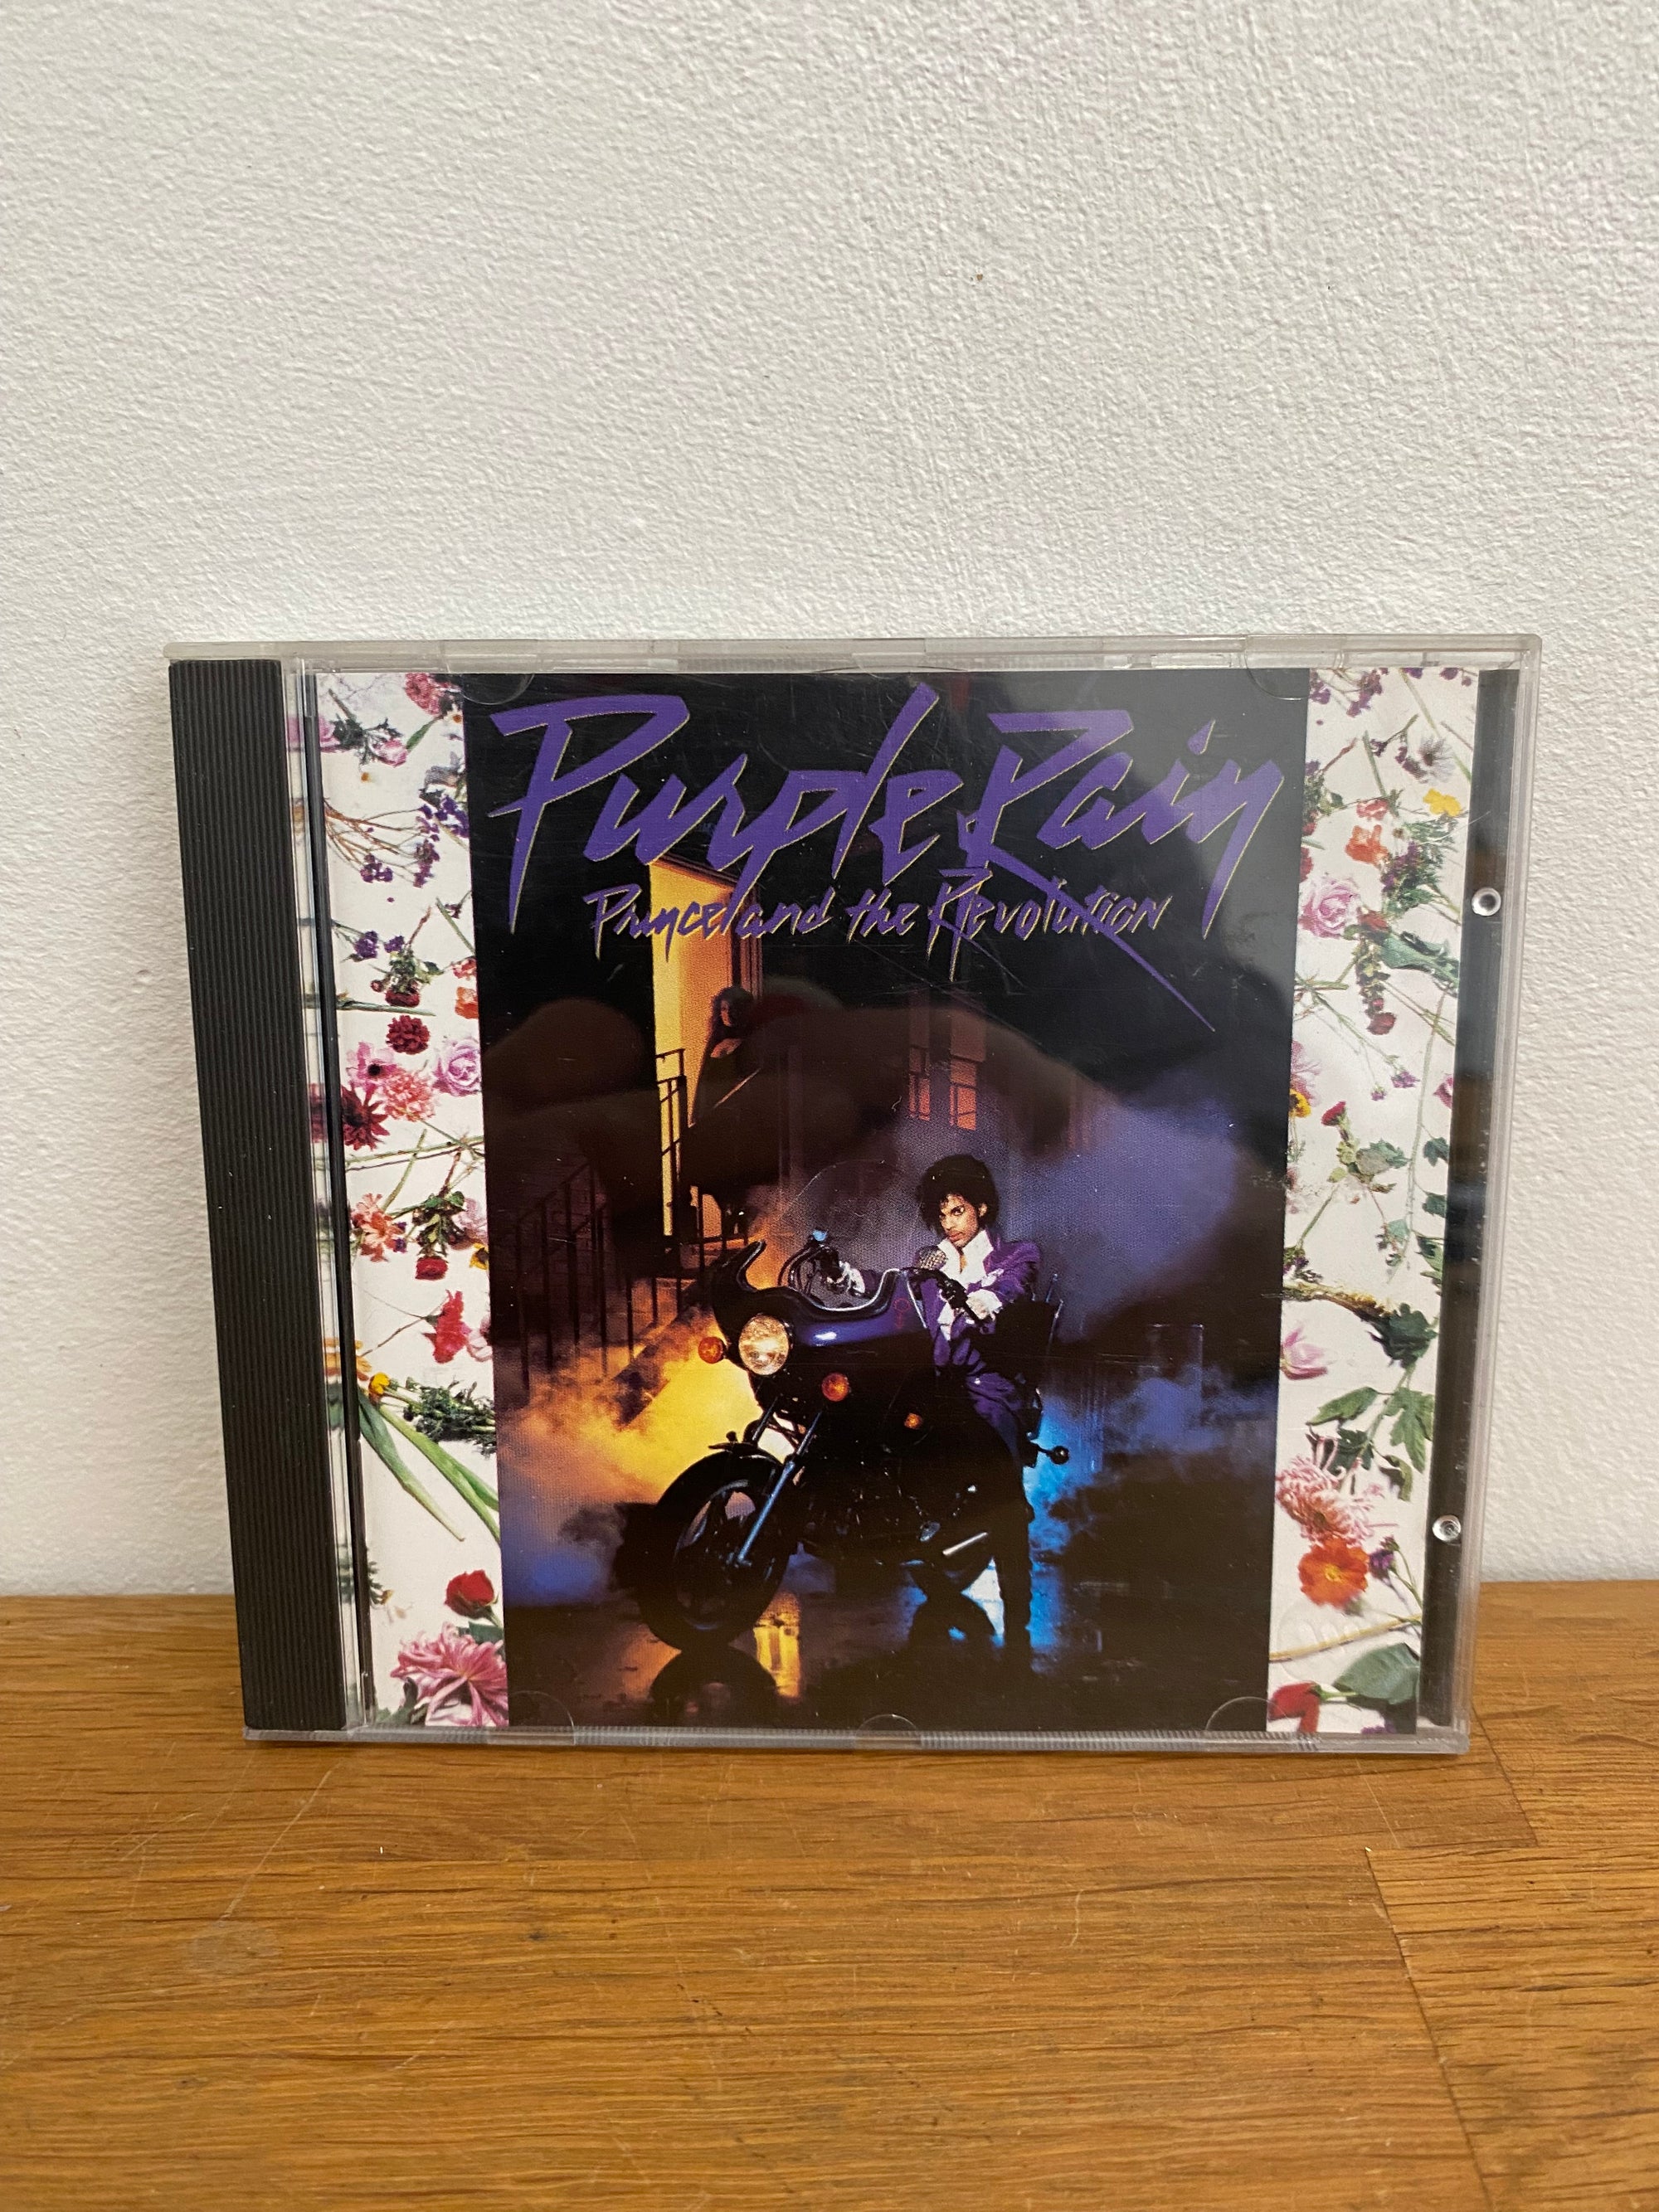 Purple Rain
Prince and the Revolution